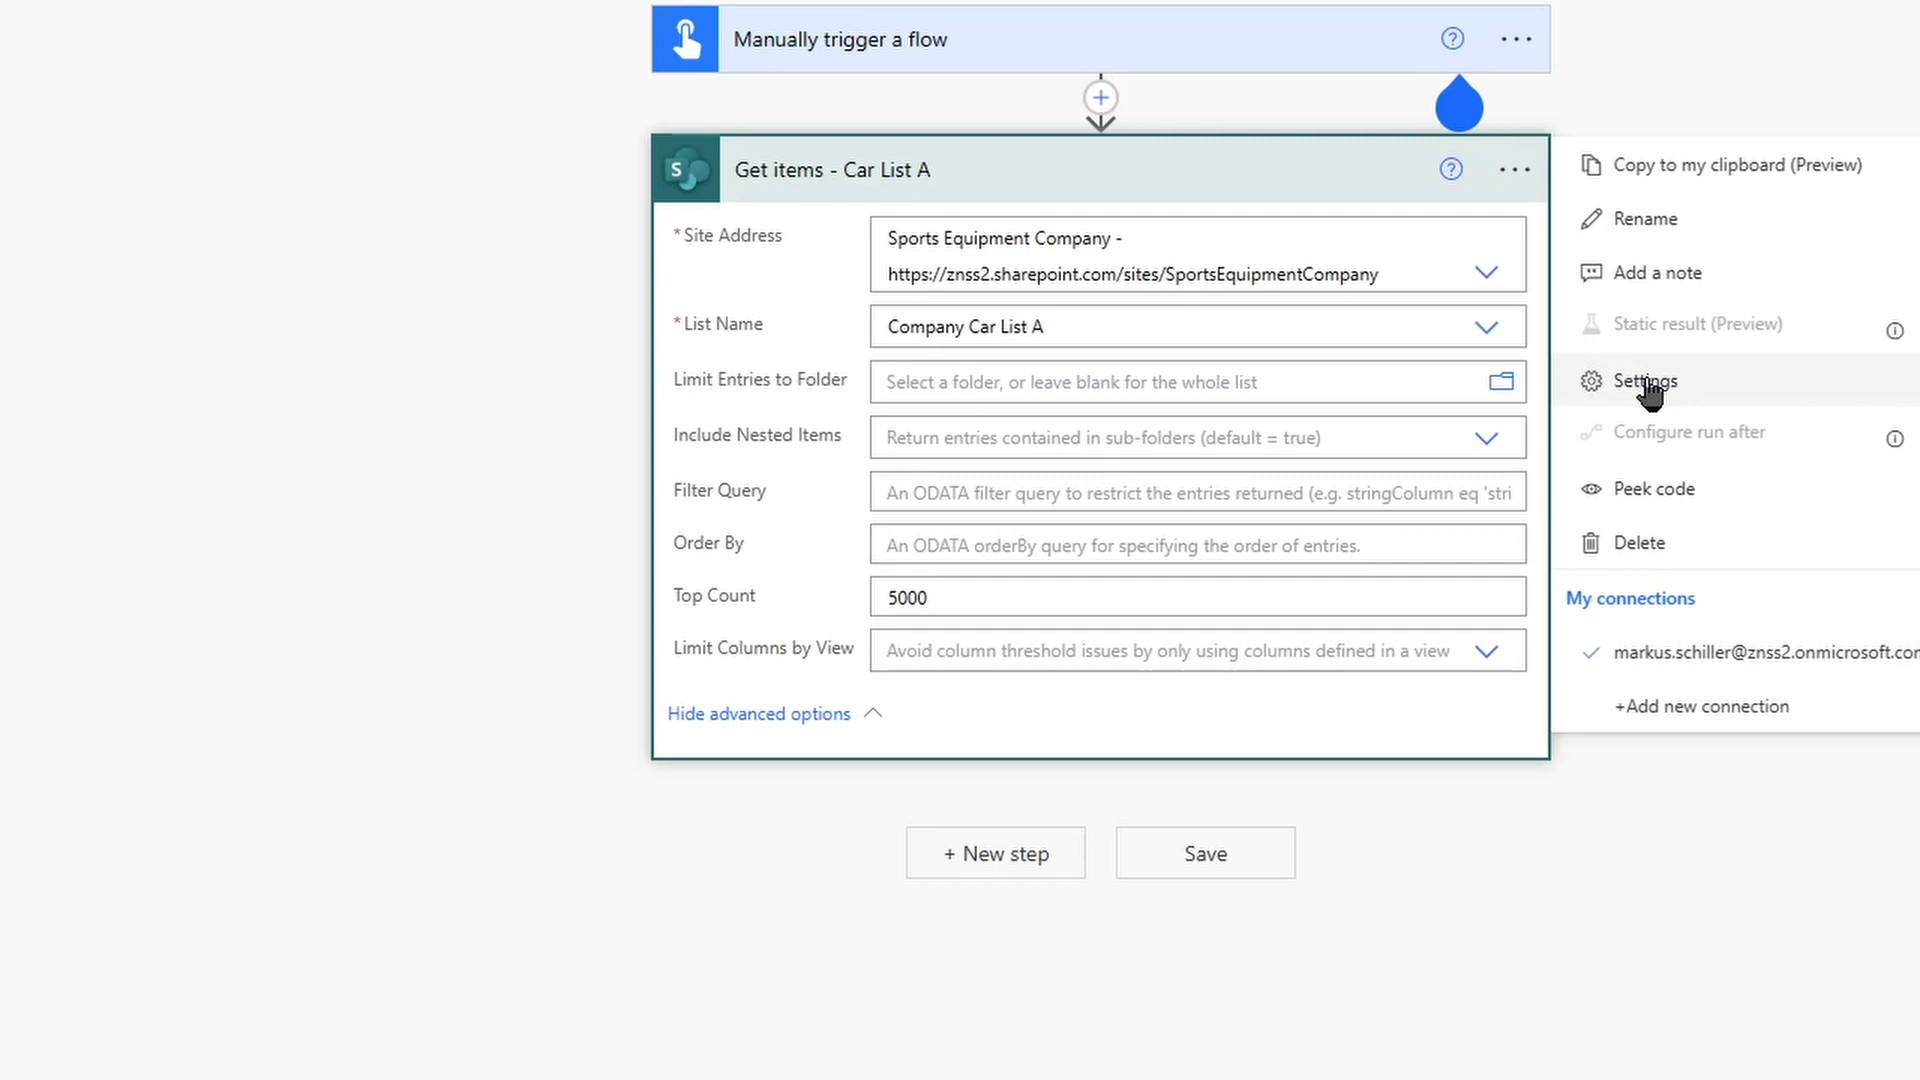 Manually trigger a flow
Get items - Car List A
* Site Address
Sports Equipment Company -
https://znss2.sharepoint.com/sites/SportsEquipmentCompany
* List Name
Company Car List A
Limit Entries to Folder
Select a folder, or leave blank for the whole list
Include Nested Items
Return entries contained in sub-folders (default = true)
Filter Query
An ODATA filter query to restrict the entries returned (e.g. stringColumn eq 'stri
Order By
An ODATA orderBy query for specifying the order of entries.
Top Count
5000
Limit Columns by View
Avoid column threshold issues by only using columns defined in a view
Hide advanced options
+ New step
Save
Copy to my clipboard (Preview)
Rename
Add a note
Static result (Preview)
Settings
Configure run after
Peek code
Delete
My connections
markus.schiller@znss2.onmicrosoft.cor
+Add new connection